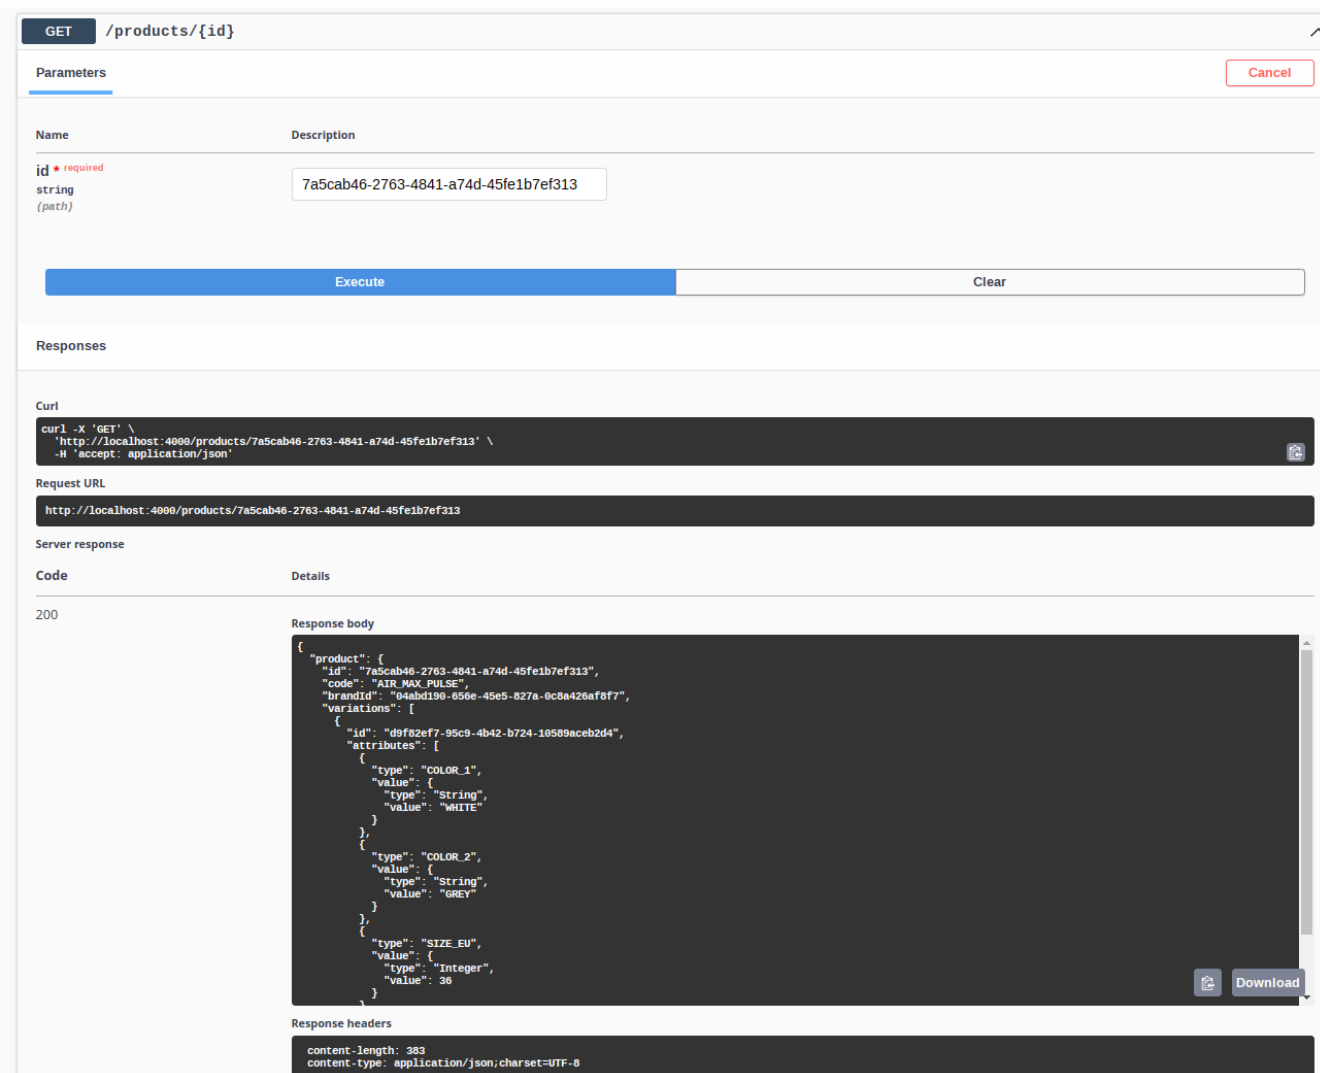 GET /products/{id}
Parameters
Cancel
Name Description
id * required
string
(path)
7a5cab46-2763-4841-a74d-45fe1b7ef313
Execute Clear
Responses
Curl
curl -X 'GET' \
'http://localhost:4000/products/7a5cab46-2763-4841-a74d-45fe1b7ef313' \
-H 'accept: application/json'
Request URL
http://localhost:4000/products/7a5cab46-2763-4841-a74d-45fe1b7ef313
Server response
Code Details
200
Response body
{
"product": {
"id": "7a5cab46-2763-4841-a74d-45fe1b7ef313",
"code": "AIR_MAX_PULSE",
"brandId": "04abd190-656e-45e5-827a-0c8a426af8f7",
"variations": [
{
"id": "d9f82ef7-95c9-4b42-b724-10589aceb2d4",
"attributes": [
{
"type": "COLOR_1",
"value": {
"type": "String",
"value": "WHITE"
}
},
{
"type": "COLOR_2",
"value": {
"type": "String",
"value": "GREY"
}
},
{
"type": "SIZE_EU",
"value": {
"type": "Integer",
"value": 36
}
}
Download
Response headers
content-length: 383
content-type: application/json;charset=UTF-8